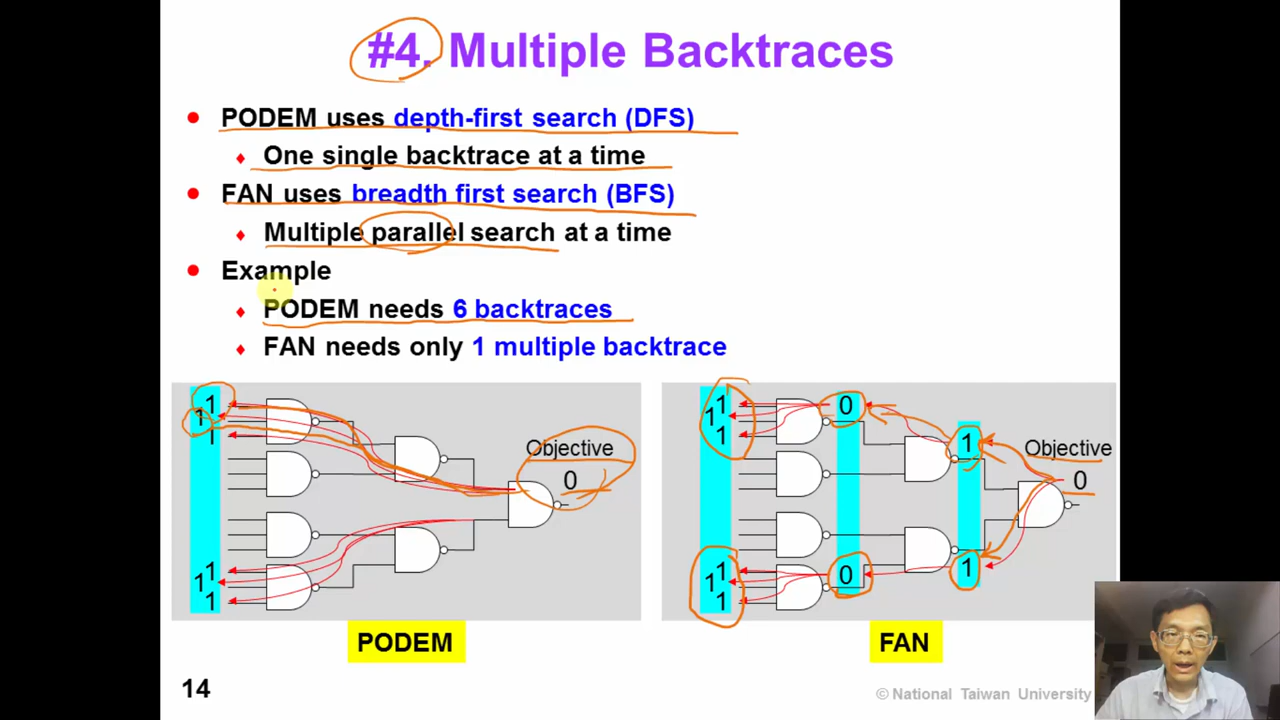 #4. Multiple Backtraces
PODEM uses depth-first search (DFS)
One single backtrace at a time
FAN uses breadth first search (BFS)
Multiple parallel search at a time
Example
PODEM needs 6 backtraces
FAN needs only 1 multiple backtrace
1
1
1
1
1
1
Objective
0
PODEM
1
1
1
1
1
1
0
0
1
1
Objective
0
FAN
14
© National Taiwan University